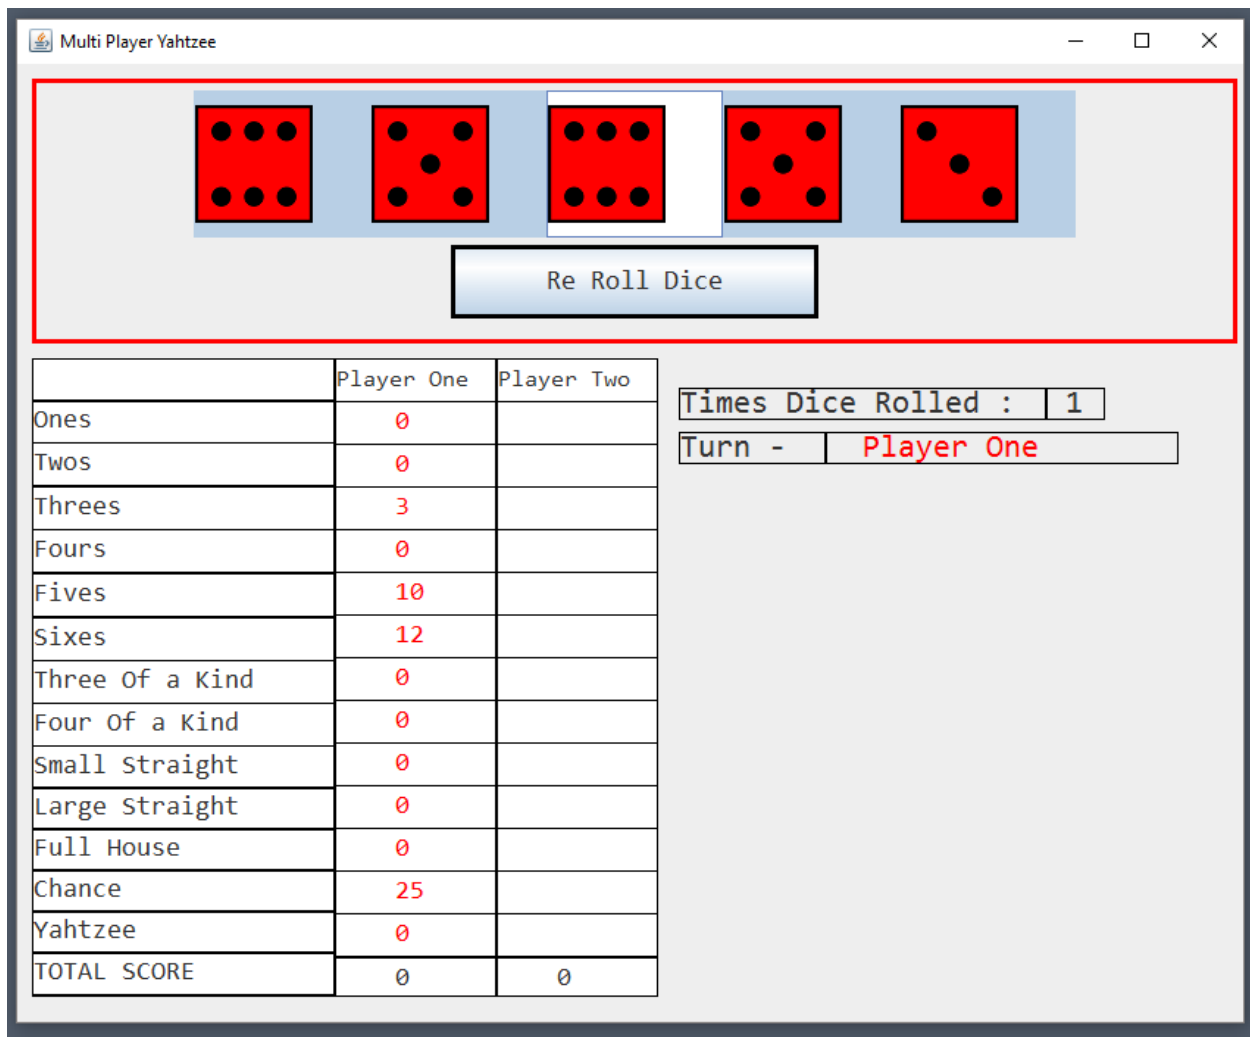 Multi Player Yahtzee
Re Roll Dice
Player One Player Two
Ones 0
Twos 0
Threes 3
Fours 0
Fives 10
Sixes 12
Three Of a Kind 0
Four Of a Kind 0
Small Straight 0
Large Straight 0
Full House 0
Chance 25
Yahtzee 0
TOTAL SCORE 0 0
Times Dice Rolled : 1
Turn - Player One